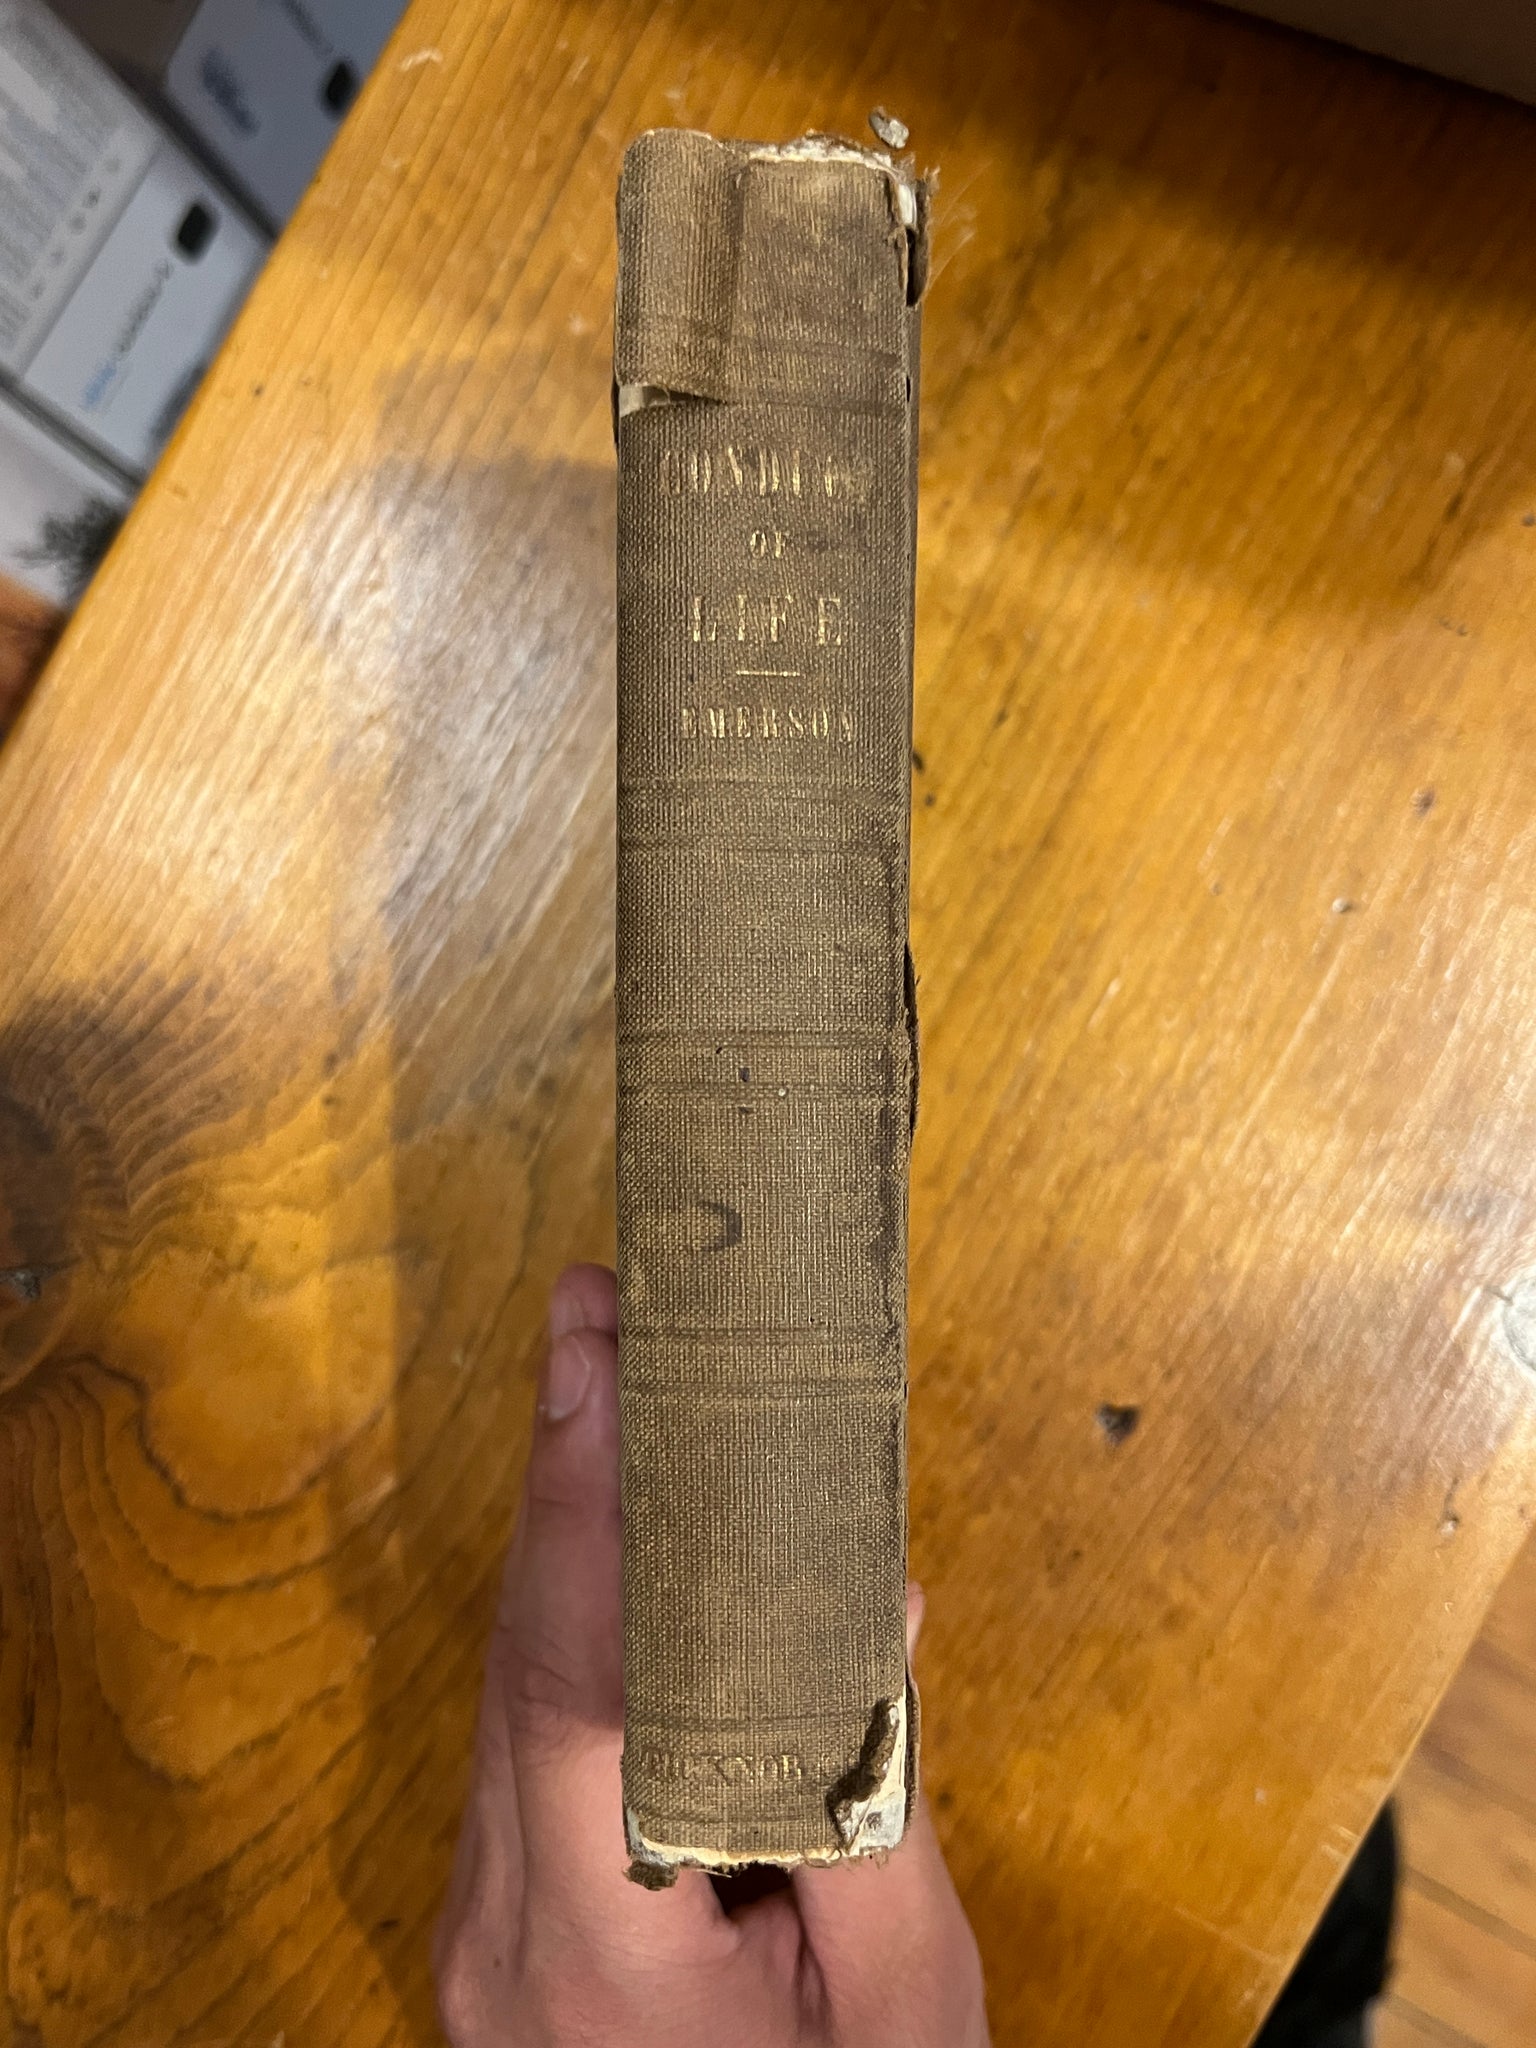 CONDUCT
OF
LIFE
EMERSON
TICKNOR &